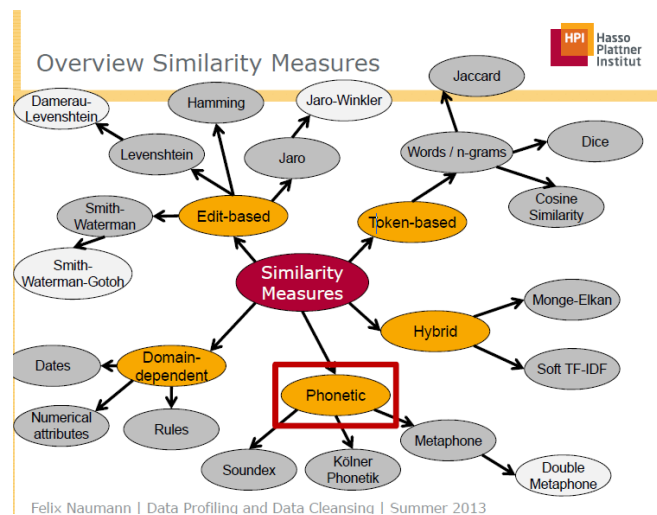 Overview Similarity Measures
HPI
Hasso
Plattner
Institut
Damerau-
Levenshtein
Hamming
Jaro-Winkler
Jaccard
Levenshtein
Jaro
Words / n-grams
Dice
Smith-
Waterman
Edit-based
Token-based
Cosine
Similarity
Smith-
Waterman-Gotoh
Similarity
Measures
Monge-Elkan
Hybrid
Dates
Domain-
dependent
Soft TF-IDF
Phonetic
Numerical
attributes
Rules
Metaphone
Soundex
Kölner
Phonetik
Double
Metaphone
Felix Naumann | Data Profiling and Data Cleansing | Summer 2013